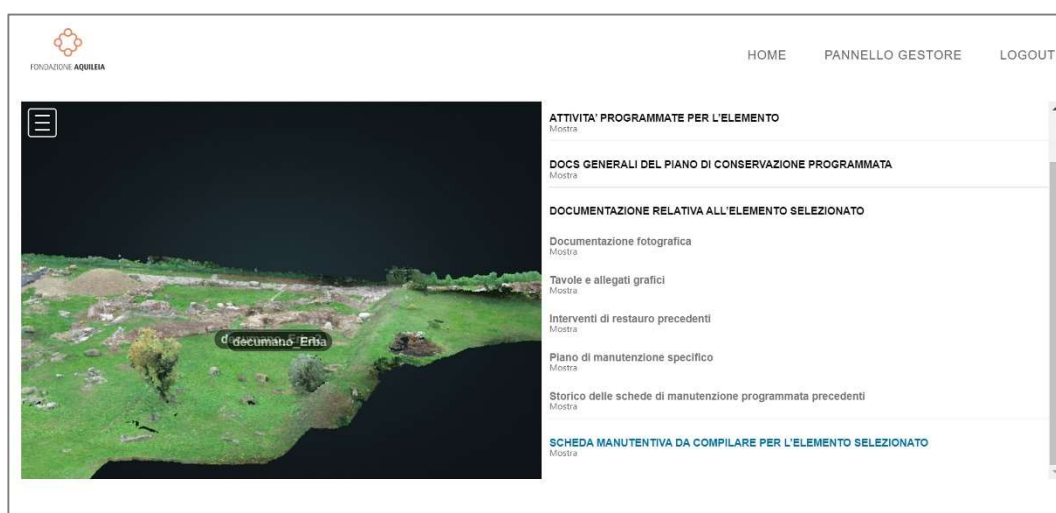 FONDAZIONE AQUILEIA
HOME PANNELLO GESTORE LOGOUT
ATTIVITA' PROGRAMMATE PER L'ELEMENTO
Mostra
DOCS GENERALI DEL PIANO DI CONSERVAZIONE PROGRAMMATA
Mostra
DOCUMENTAZIONE RELATIVA ALL'ELEMENTO SELEZIONATO
Documentazione fotografica
Mostra
Tavole e allegati grafici
Mostra
Interventi di restauro precedenti
Mostra
Piano di manutenzione specifico
Mostra
Storico delle schede di manutenzione programmata precedenti
Mostra
SCHEDA MANUTENTIVA DA COMPILARE PER L'ELEMENTO SELEZIONATO
Mostra
decumano_Erba